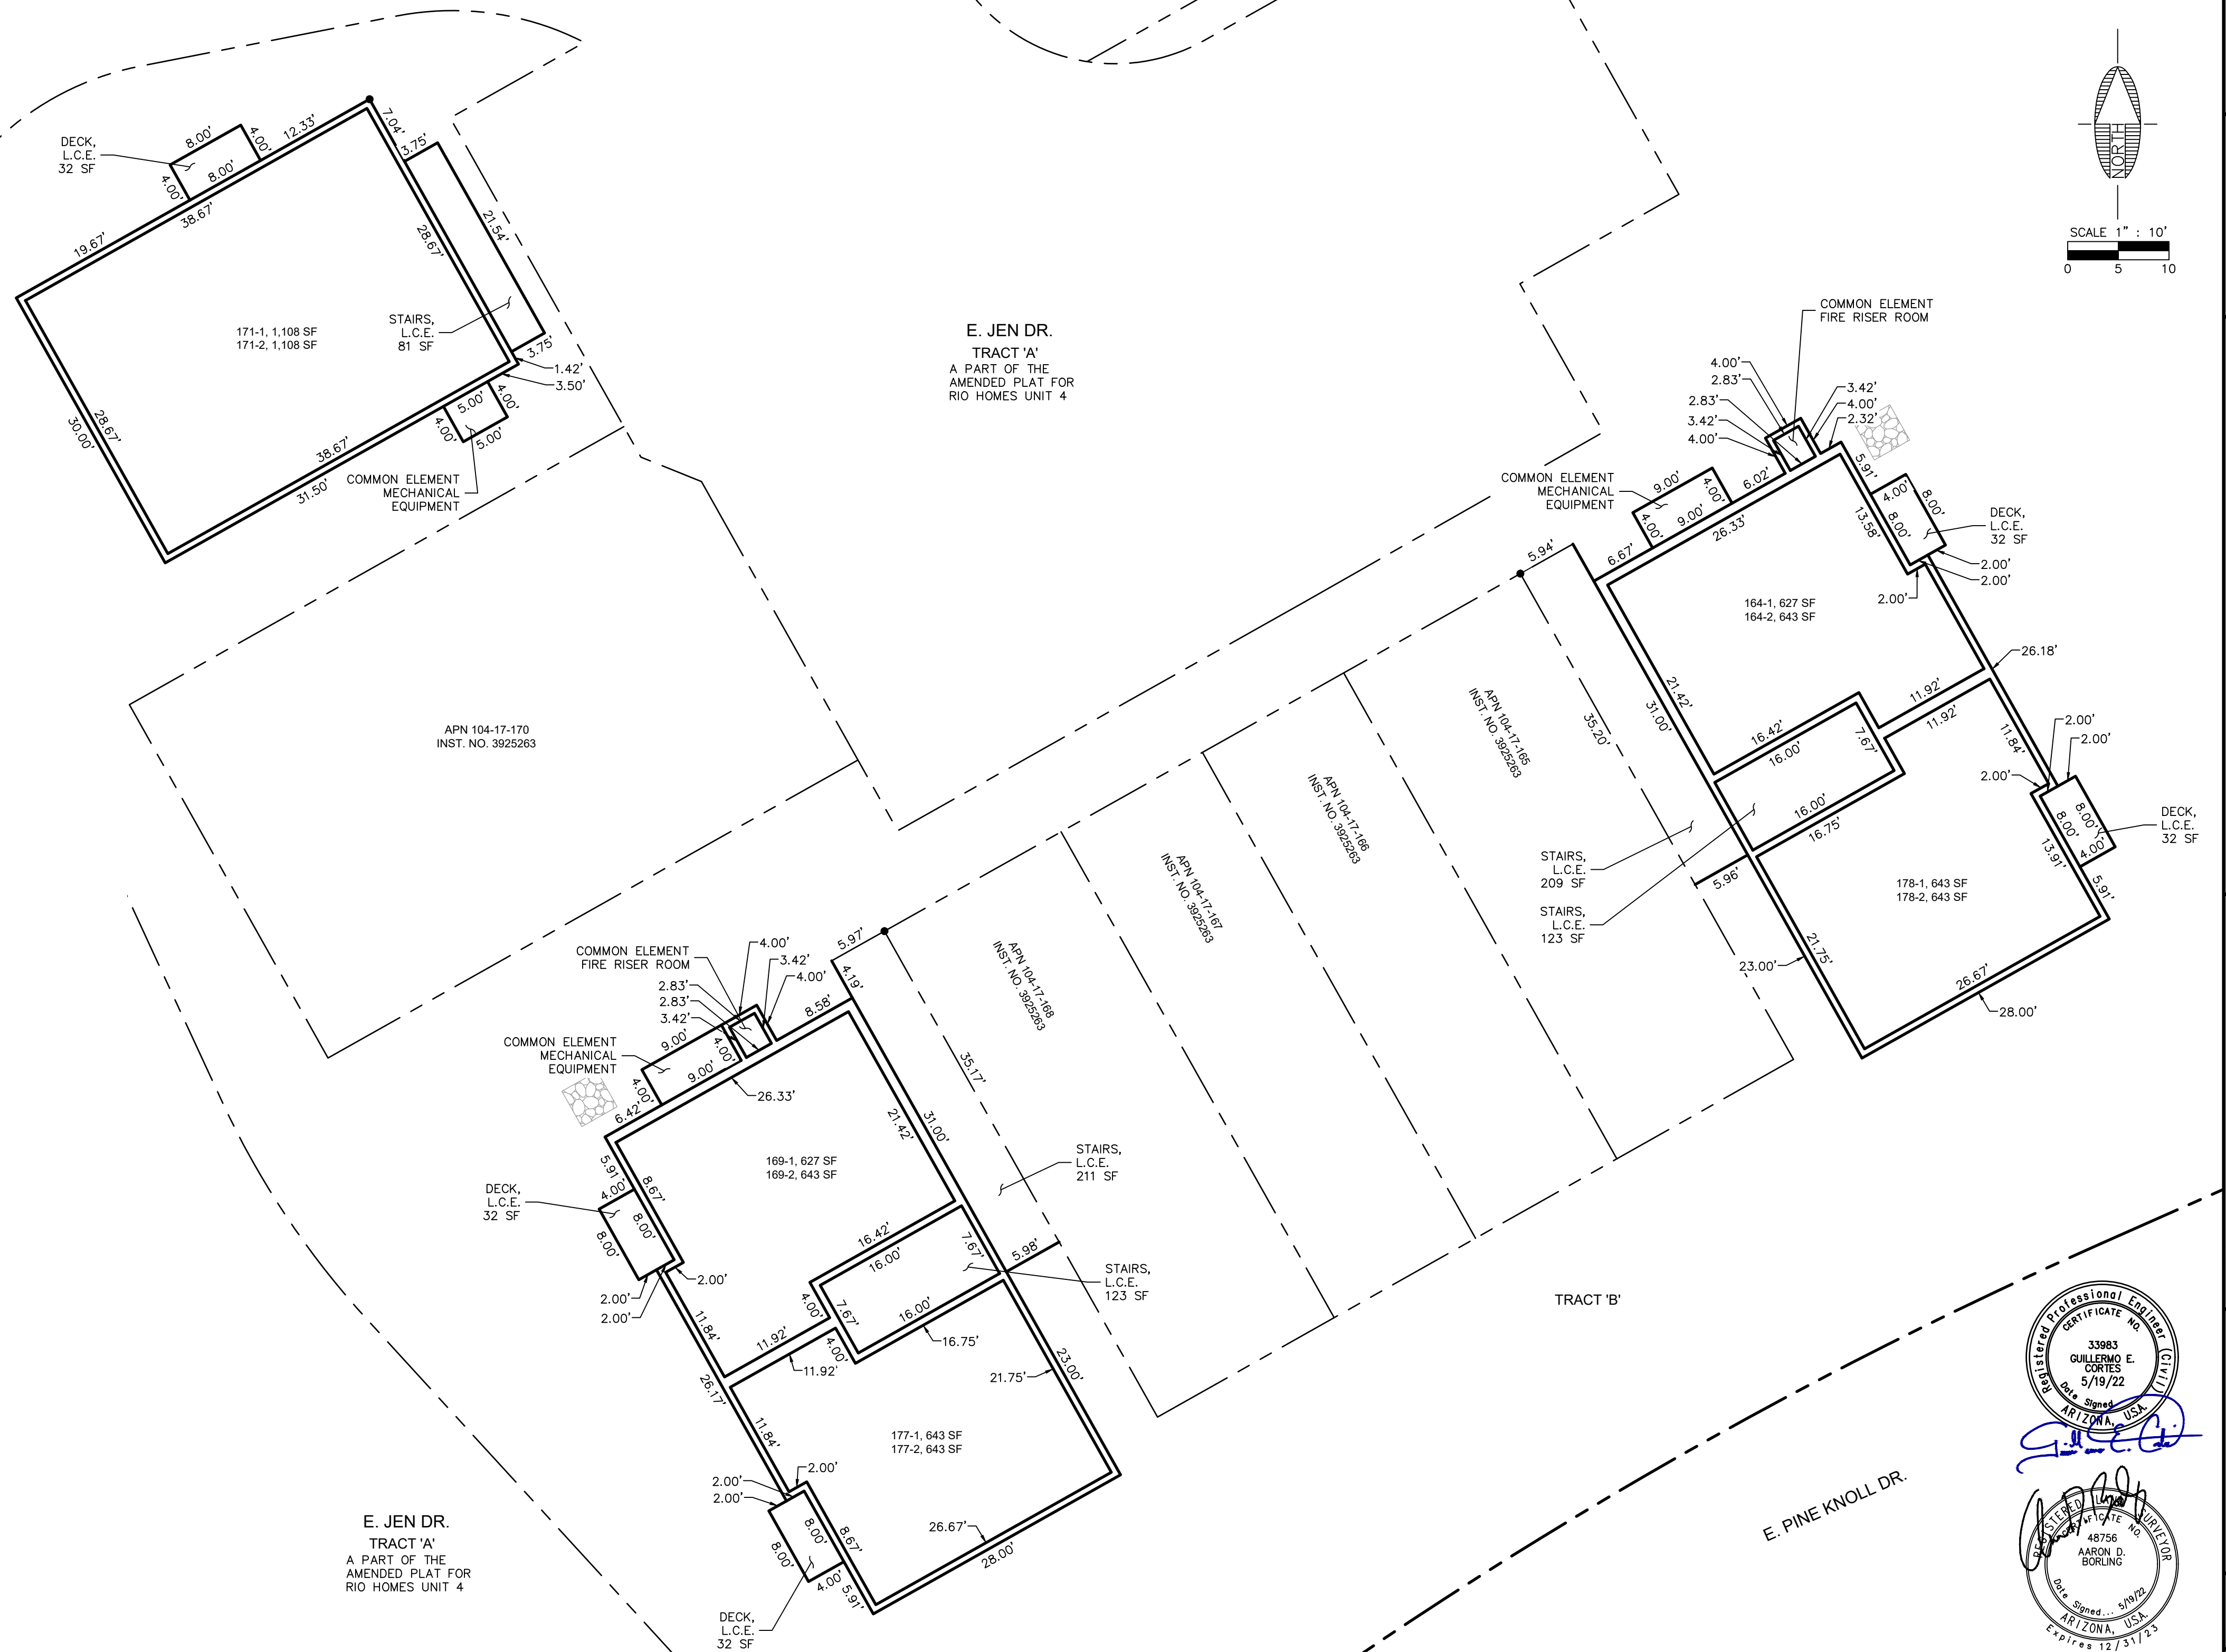 DECK,
L.C.E.
32 SF
8.00'
4.00'
12.33'
4.00'
8.00'
19.67'
38.67'
7.04'
3.75'
21.54'
28.67'
171-1, 1,108 SF
171-2, 1,108 SF
STAIRS,
L.C.E.
81 SF
3.75'
1.42'
3.50'
28.67'
30.00'
5.00'
4.00'
4.00'
5.00'
38.67'
31.50'
COMMON ELEMENT
MECHANICAL
EQUIPMENT
APN 104-17-170
INST. NO. 3925263
E. JEN DR.
TRACT 'A'
A PART OF THE
AMENDED PLAT FOR
RIO HOMES UNIT 4
NORTH
SCALE 1" : 10'
0 5 10
COMMON ELEMENT
FIRE RISER ROOM
4.00'
2.83'
2.83'
3.42'
4.00'
3.42'
4.00'
2.32'
COMMON ELEMENT
MECHANICAL
EQUIPMENT
9.00'
4.00'
6.02'
4.00'
9.00'
26.33'
6.67'
5.94'
5.91'
4.00'
8.00'
8.00'
13.58'
DECK,
L.C.E.
32 SF
2.00'
2.00'
2.00'
164-1, 627 SF
164-2, 643 SF
26.18'
21.42'
31.00'
11.92'
11.92'
16.42'
16.00'
7.67'
16.00'
16.75'
11.84'
2.00'
2.00'
2.00'
8.00'
8.00'
4.00'
13.91'
5.91'
DECK,
L.C.E.
32 SF
STAIRS,
L.C.E.
209 SF
STAIRS,
L.C.E.
123 SF
5.96'
178-1, 643 SF
178-2, 643 SF
21.75'
23.00'
26.67'
28.00'
35.20'
APN 104-17-165
INST. NO. 3925263
APN 104-17-166
INST. NO. 3925263
APN 104-17-167
INST. NO. 3925263
APN 104-17-168
INST. NO. 3925263
35.17'
5.97'
4.19'
COMMON ELEMENT
FIRE RISER ROOM
4.00'
3.42'
4.00'
2.83'
2.83'
3.42'
8.58'
COMMON ELEMENT
MECHANICAL
EQUIPMENT
9.00'
4.00'
4.00'
9.00'
6.42'
26.33'
21.42'
31.00'
169-1, 627 SF
169-2, 643 SF
5.91'
8.67'
4.00'
8.00'
8.00'
DECK,
L.C.E.
32 SF
2.00'
2.00'
2.00'
STAIRS,
L.C.E.
211 SF
STAIRS,
L.C.E.
123 SF
16.42'
16.00'
7.67'
5.98'
4.00'
7.67'
16.00'
16.75'
11.84'
11.92'
4.00'
11.92'
26.17'
11.84'
21.75'
23.00'
177-1, 643 SF
177-2, 643 SF
2.00'
2.00'
2.00'
8.00'
8.67'
8.00'
4.00'
5.91'
26.67'
28.00'
DECK,
L.C.E.
32 SF
E. JEN DR.
TRACT 'A'
A PART OF THE
AMENDED PLAT FOR
RIO HOMES UNIT 4
TRACT 'B'
E. PINE KNOLL DR.
Registered Professional Engineer (Civil)
CERTIFICATE NO.
33983
GUILLERMO E.
CORTES
5/19/22
Date Signed
ARIZONA, U.S.A.
REGISTERED LAND SURVEYOR
CERTIFICATE NO.
48756
AARON D.
BORLING
Date Signed... 5/19/22
ARIZONA, U.S.A.
Expires 12/31/23